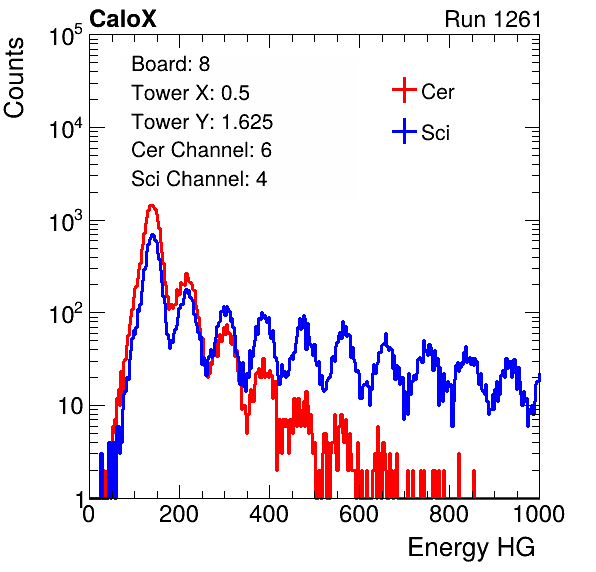 CaloX Run 1261
Counts
Board: 8
Tower X: 0.5
Tower Y: 1.625
Cer Channel: 6
Sci Channel: 4
Cer
Sci
10^5
10^4
10^3
10^2
10
1
0 200 400 600 800 1000
Energy HG